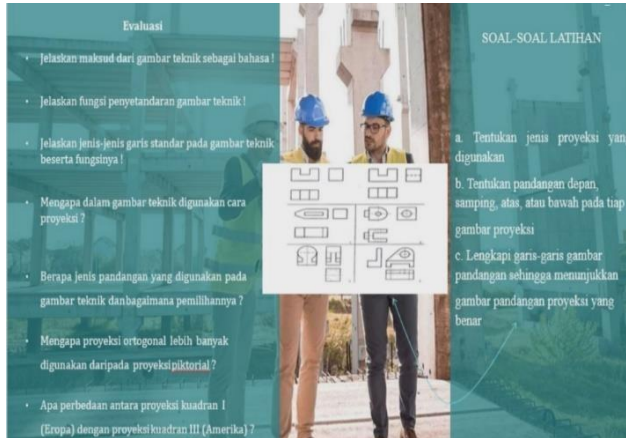 Evaluasi
Jelaskan maksud dari gambar teknik sebagai bahasa !
Jelaskan fungsi penyetandaran gambar teknik !
Jelaskan jenis-jenis garis standar pada gambar teknik
beserta fungsinya !
Mengapa dalam gambar teknik digunakan cara
proyeksi ?
Berapa jenis pandangan yang digunakan pada
gambar teknik danbagaimana pemilihannya ?
Mengapa proyeksi ortogonal lebih banyak
digunakan daripada proyeksipiktorial ?
Apa perbedaan antara proyeksi kuadran I
(Eropa) dengan proyeksikuadran III (Amerika) ?
SOAL-SOAL LATIHAN
a. Tentukan jenis proyeksi yan
digunakan
b. Tentukan pandangan depan,
samping, atas, atau bawah pada tiap
gambar proyeksi
c. Lengkapi garis-garis gambar
pandangan sehingga menunjukkan
gambar pandangan proyeksi yang
benar